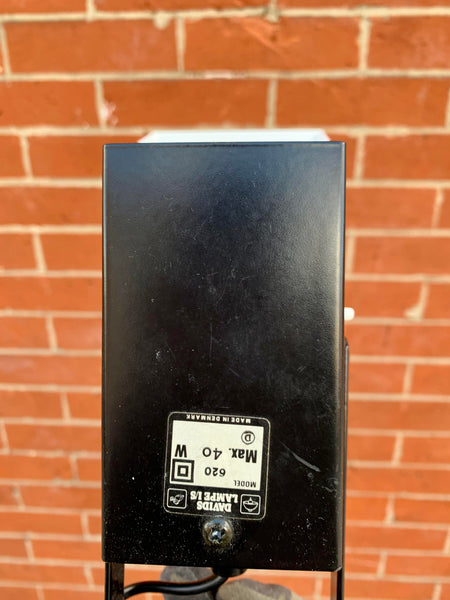 DAVIDS
LAMPE I/S
MODEL
620
Max. 40 W
D
MADE IN DENMARK